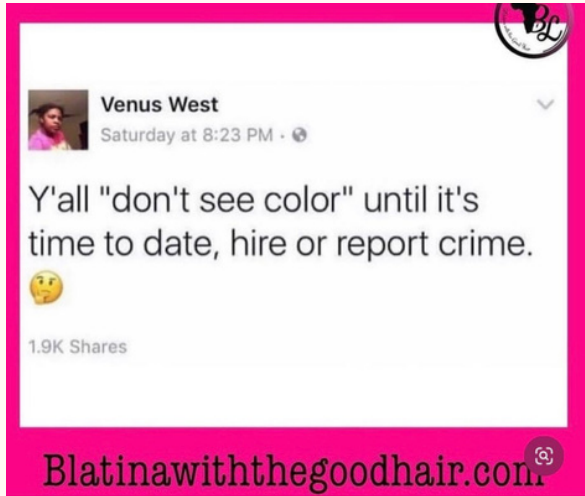 BL
Venus West
Saturday at 8:23 PM ·
Y'all "don't see color" until it's
time to date, hire or report crime.
1.9K Shares
Blatinawiththegoodhair.com